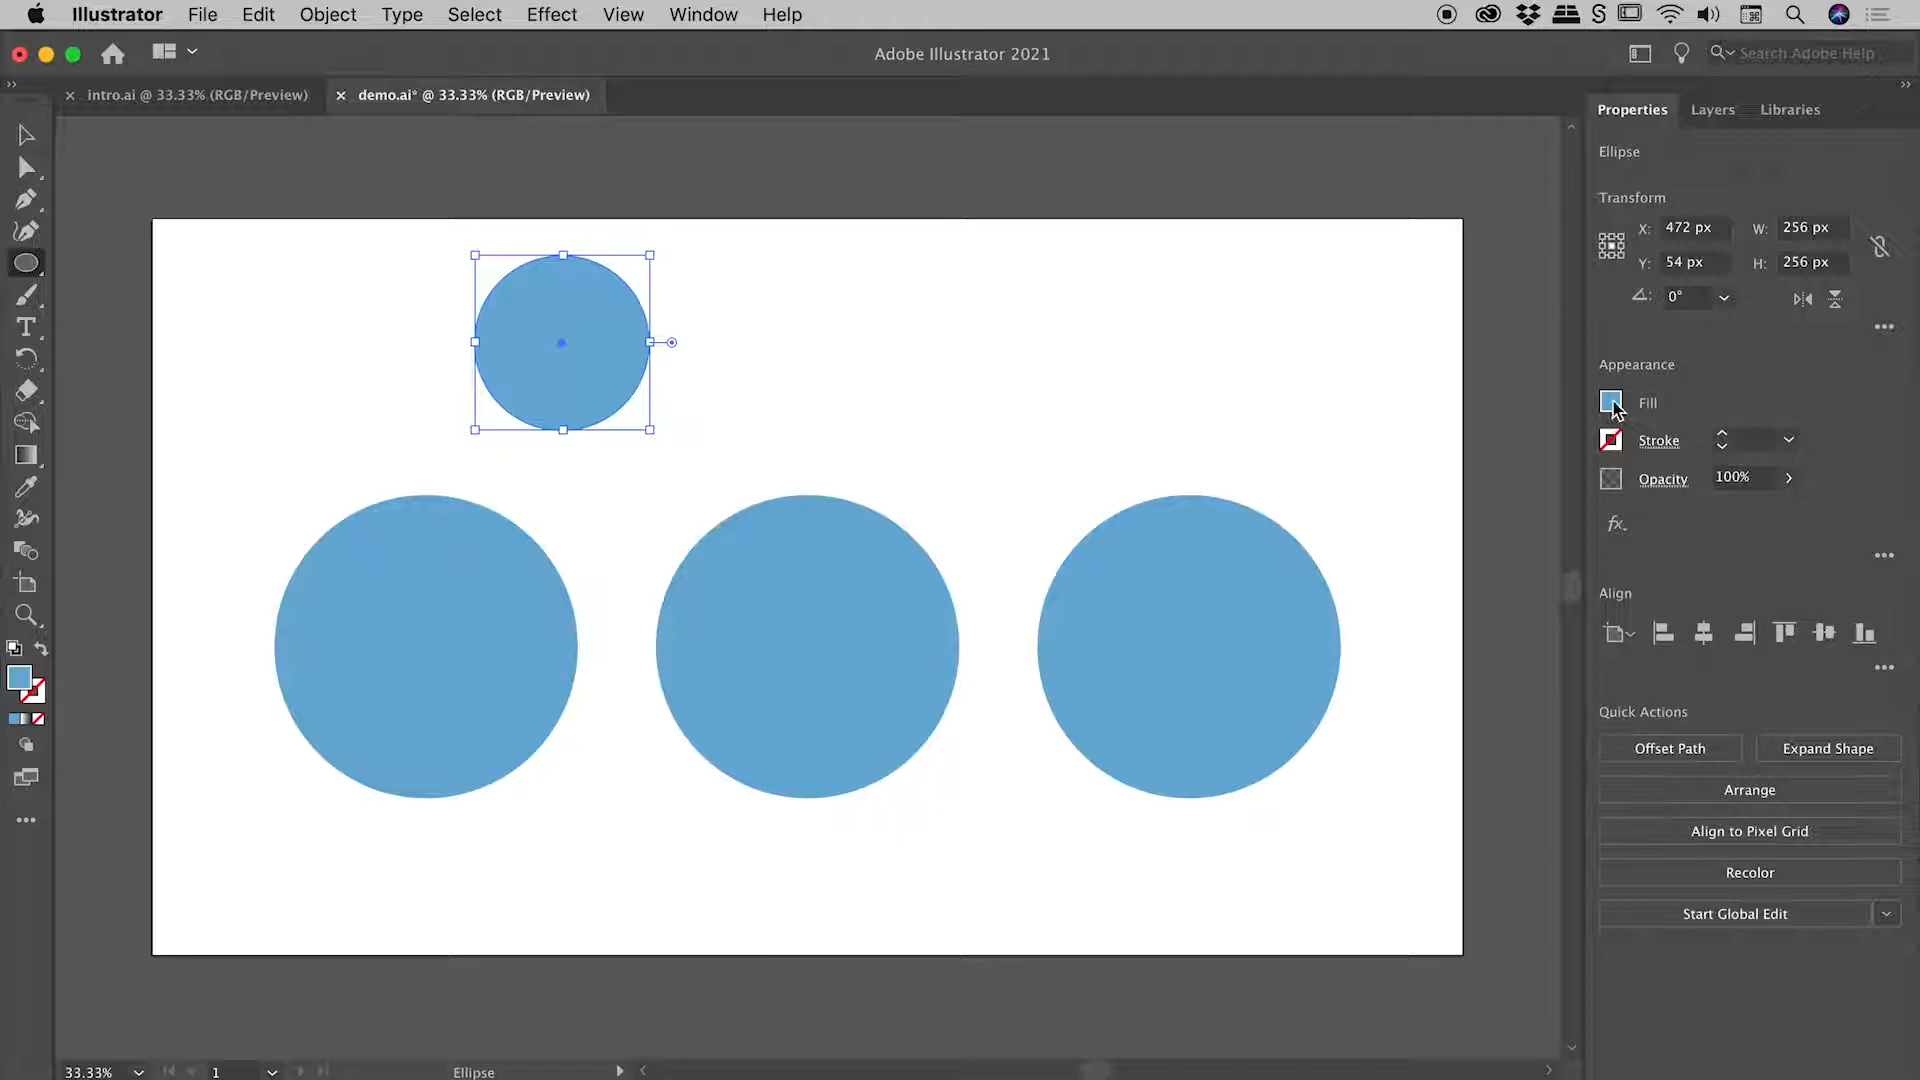 Illustrator File Edit Object Type Select Effect View Window Help
Adobe Illustrator 2021
Search Adobe Help
intro.ai @ 33.33% (RGB/Preview)
demo.ai* @ 33.33% (RGB/Preview)
Properties Layers Libraries
Ellipse
Transform
X: 472 px W: 256 px
Y: 54 px H: 256 px
0°
Appearance
Fill
Stroke
Opacity 100%
fx.
Align
Quick Actions
Offset Path Expand Shape
Arrange
Align to Pixel Grid
Recolor
Start Global Edit
33.33% 1 Ellipse